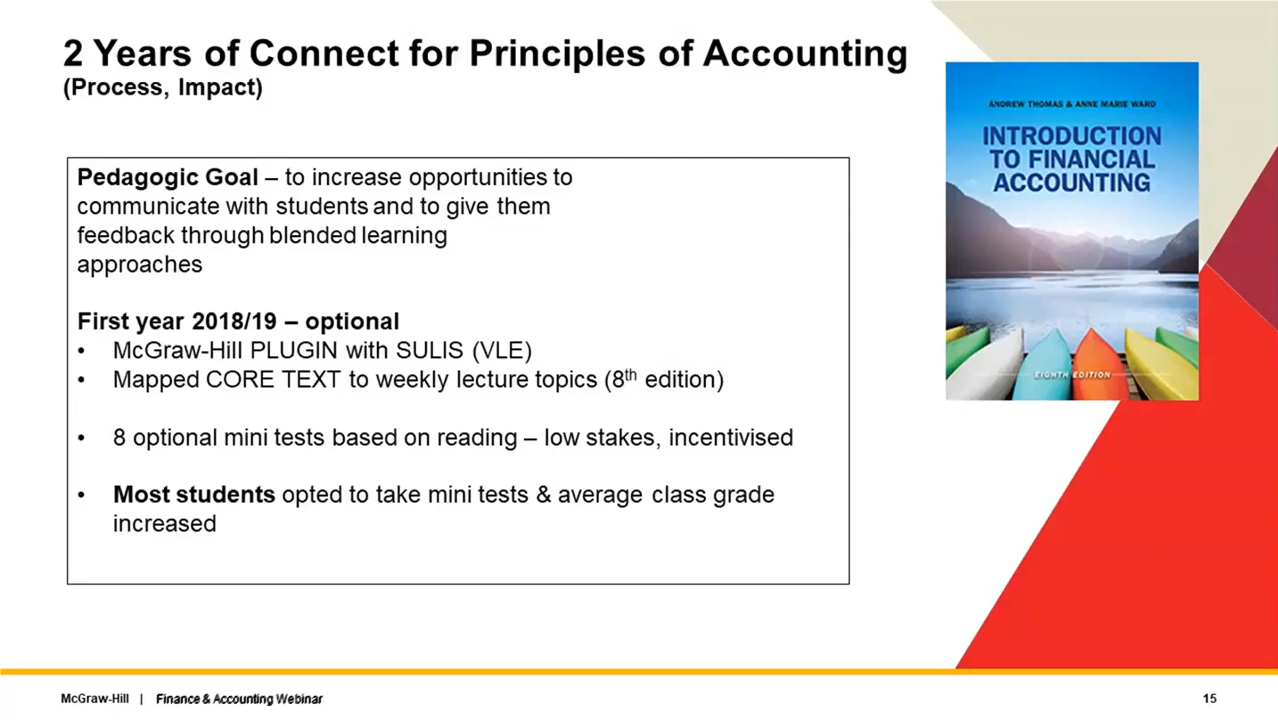 2 Years of Connect for Principles of Accounting
(Process, Impact)
Pedagogic Goal – to increase opportunities to
communicate with students and to give them
feedback through blended learning
approaches
First year 2018/19 – optional
• McGraw-Hill PLUGIN with SULIS (VLE)
• Mapped CORE TEXT to weekly lecture topics (8th edition)
• 8 optional mini tests based on reading – low stakes, incentivised
• Most students opted to take mini tests & average class grade
increased
ANDREW THOMAS & ANNE MARIE WARD
INTRODUCTION
TO FINANCIAL
ACCOUNTING
EIGHTH EDITION
McGraw-Hill | Finance & Accounting Webinar
15